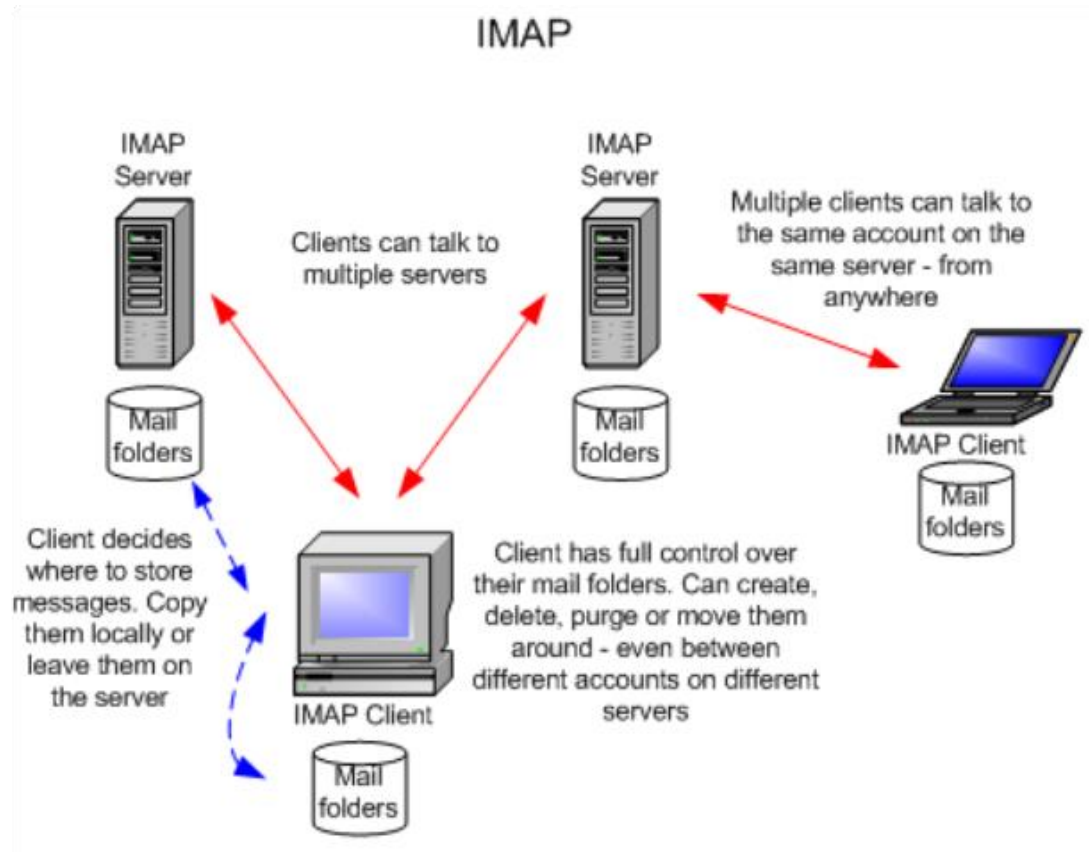 IMAP
IMAP
Server
Mail
folders
Clients can talk to
multiple servers
IMAP
Server
Mail
folders
Multiple clients can talk to
the same account on the
same server - from
anywhere
IMAP Client
Mail
folders
Client decides
where to store
messages. Copy
them locally or
leave them on
the server
IMAP Client
Mail
folders
Client has full control over
their mail folders. Can create,
delete, purge or move them
around - even between
different accounts on different
servers